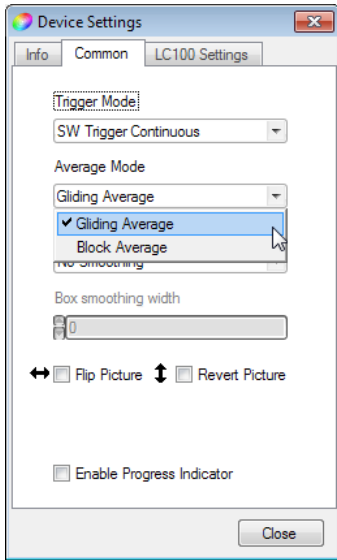 Device Settings
Info Common LC100 Settings
Trigger Mode
SW Trigger Continuous
Average Mode
Gliding Average
Gliding Average
Block Average
No Smoothing
Box smoothing width
0
Flip Picture Revert Picture
Enable Progress Indicator
Close